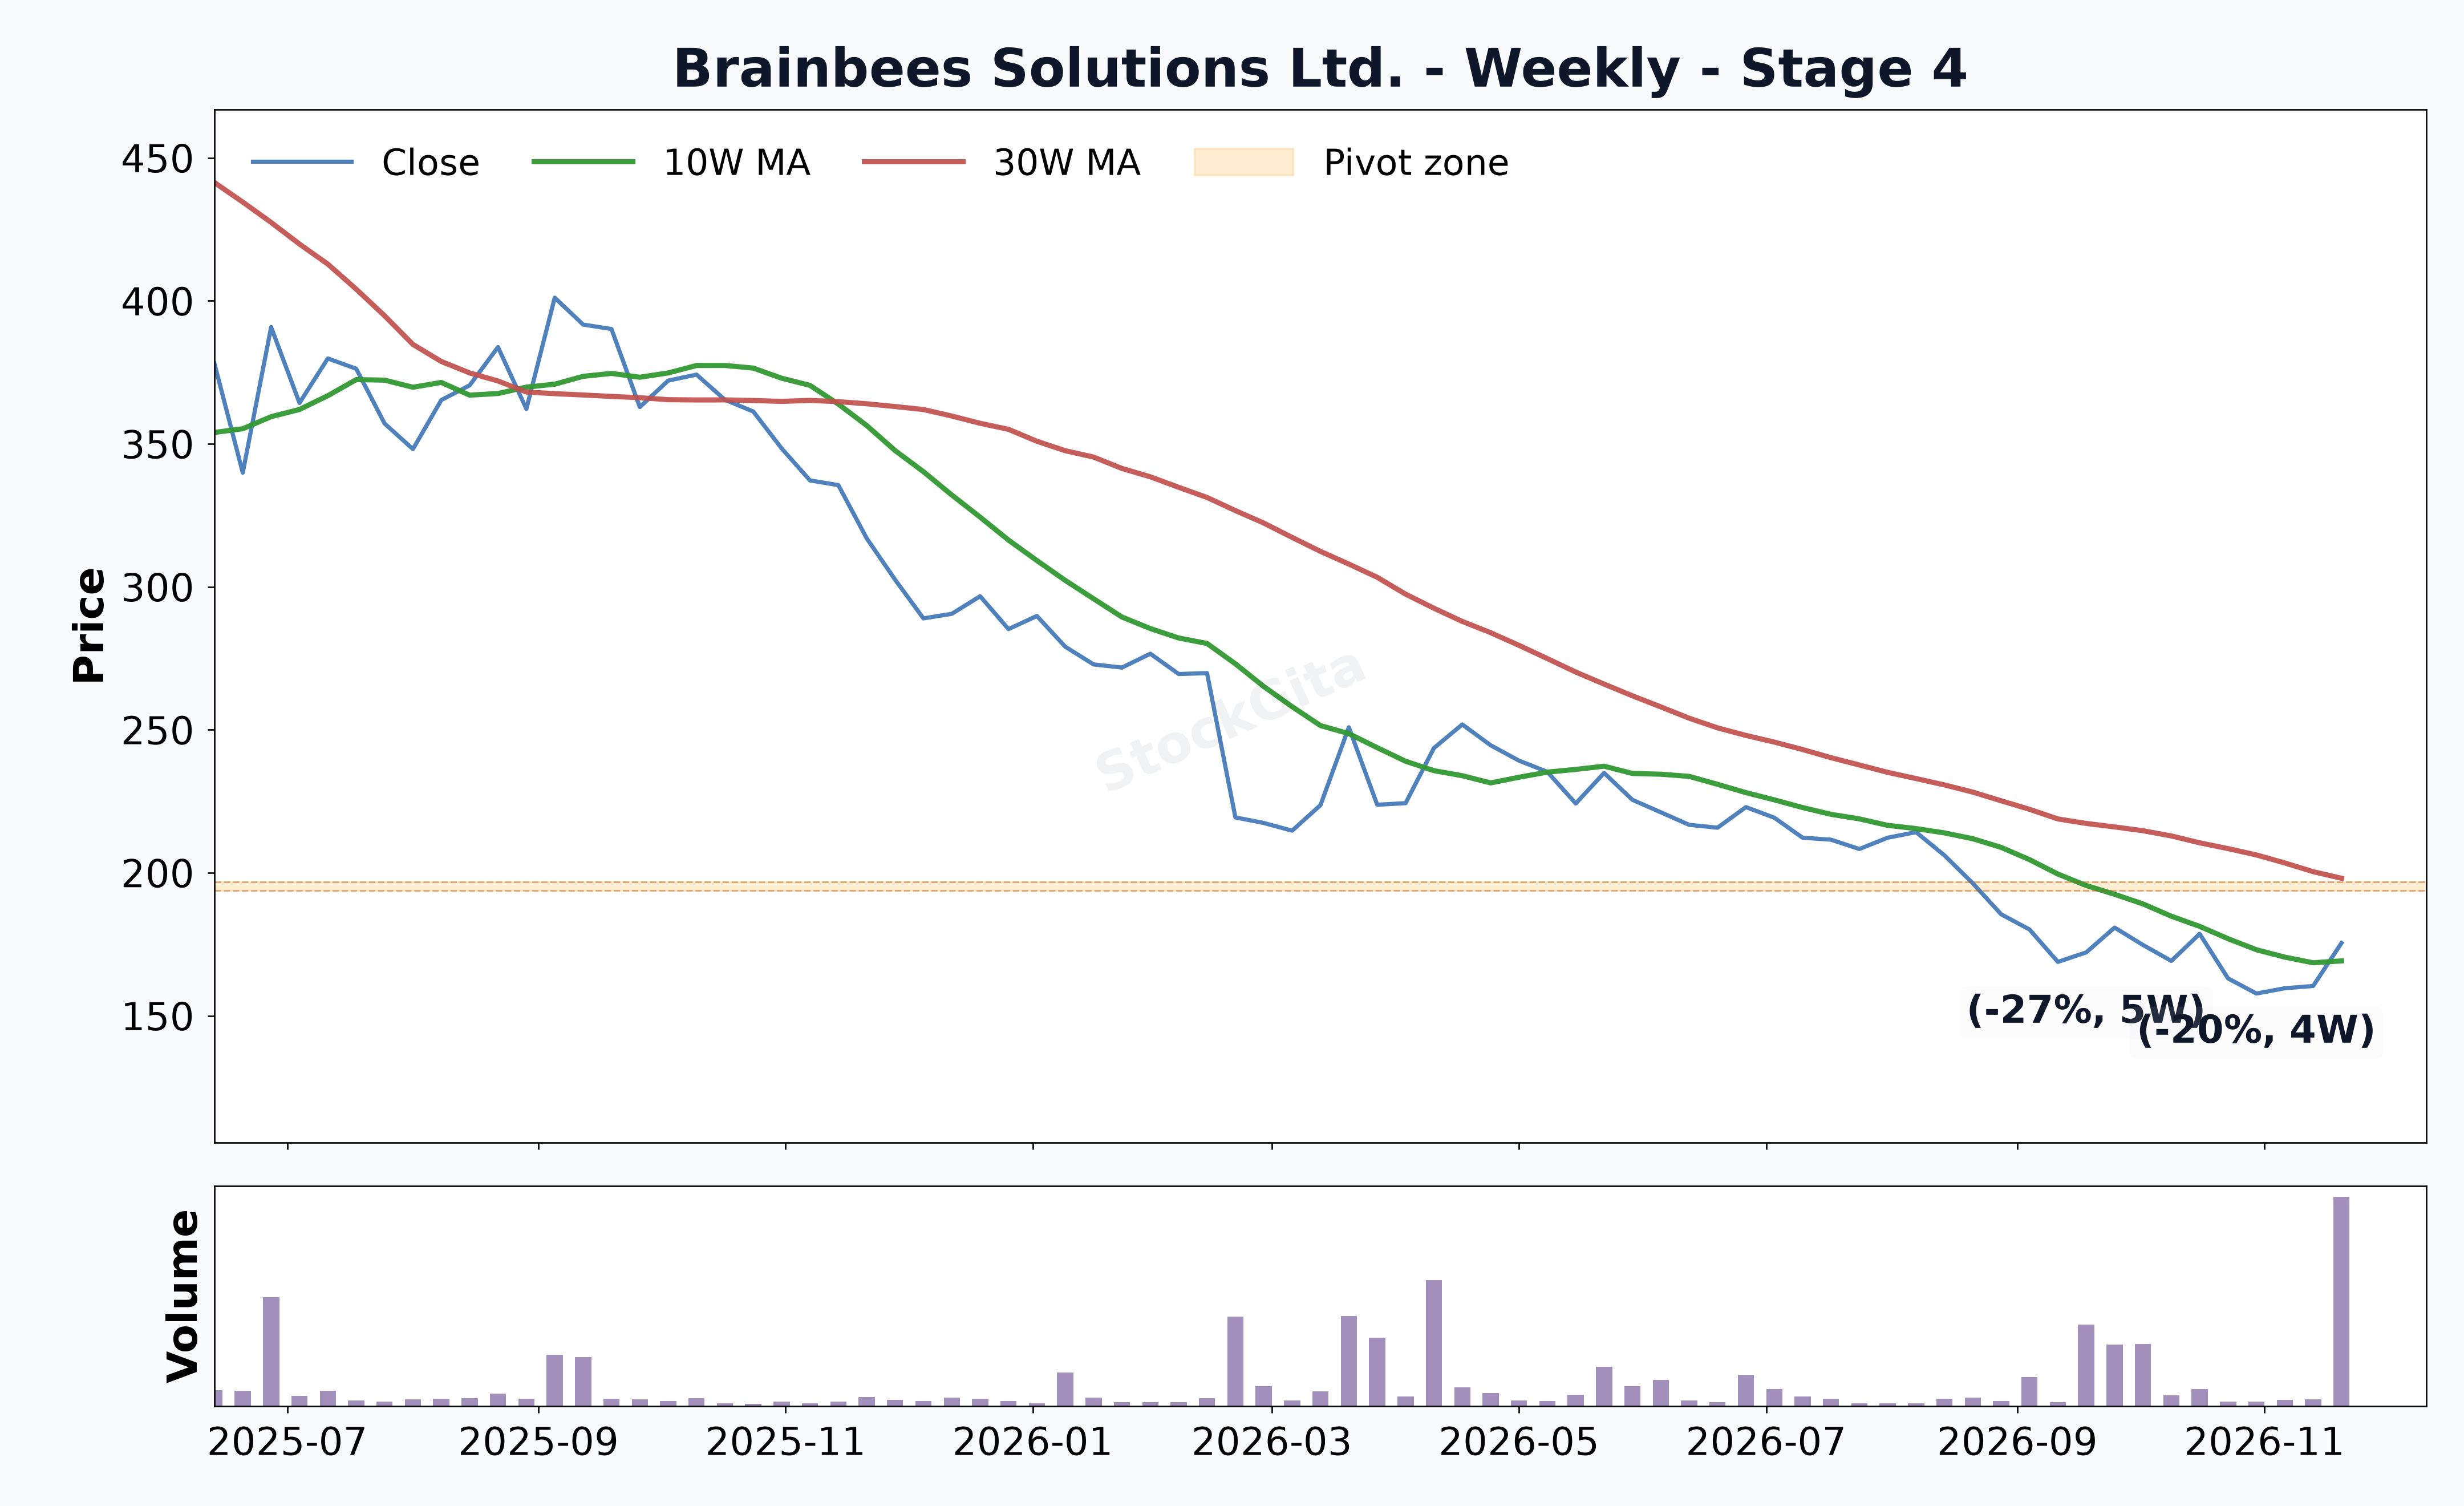 Brainbees Solutions Ltd. - Weekly - Stage 4
Close
10W MA
30W MA
Pivot zone
Price
450
400
350
300
250
200
150
StockGita
(-27%, 5W)
(-20%, 4W)
Volume
2025-07
2025-09
2025-11
2026-01
2026-03
2026-05
2026-07
2026-09
2026-11